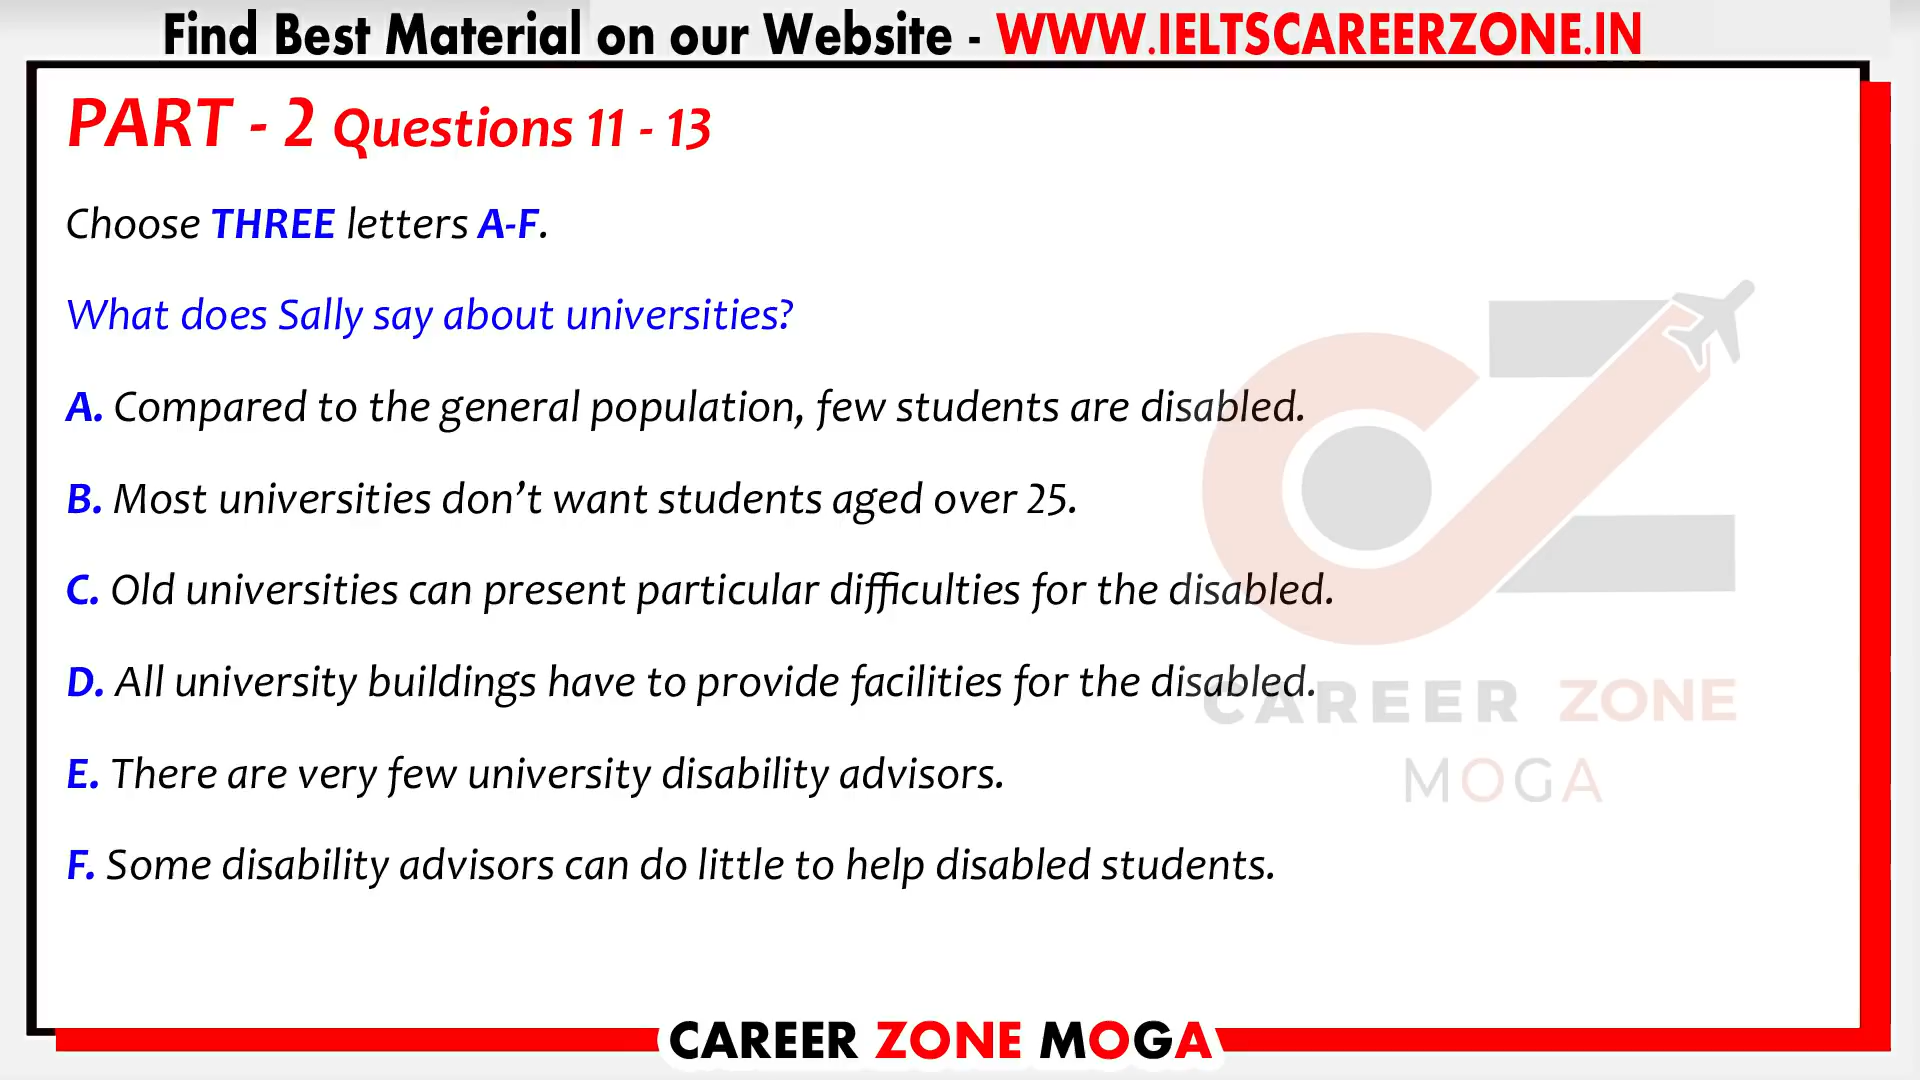 Find Best Material on our Website - WWW.IELTSCAREERZONE.IN
PART - 2 Questions 11 - 13
Choose THREE letters A-F.
What does Sally say about universities?
A. Compared to the general population, few students are disabled.
B. Most universities don’t want students aged over 25.
C. Old universities can present particular difficulties for the disabled.
D. All university buildings have to provide facilities for the disabled.
E. There are very few university disability advisors.
F. Some disability advisors can do little to help disabled students.
CAREER ZONE
MOGA
CAREER ZONE MOGA